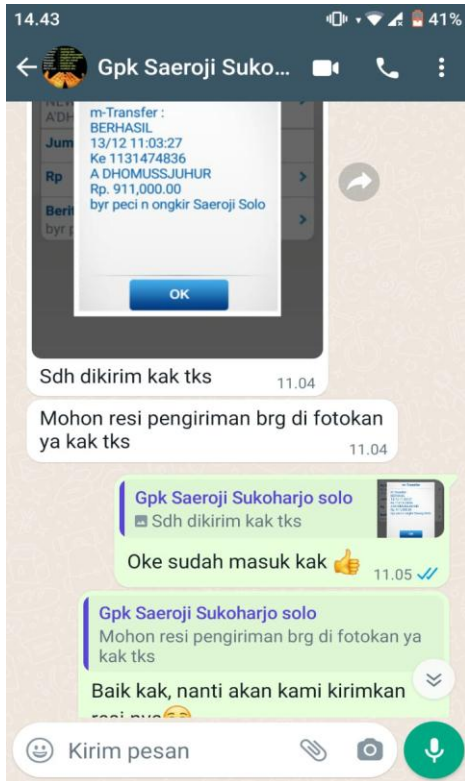 14.43
41%
Gpk Saeroji Suko...
A'DH
Jum
Rp
Berit
byr p
m-Transfer :
BERHASIL
13/12 11:03:27
Ke 1131474836
A DHOMUSSJUHUR
Rp. 911,000.00
byr peci n ongkir Saeroji Solo
OK
Sdh dikirim kak tks
11.04
Mohon resi pengiriman brg di fotokan
ya kak tks
11.04
Gpk Saeroji Sukoharjo solo
Sdh dikirim kak tks
Oke sudah masuk kak 👍
11.05
Gpk Saeroji Sukoharjo solo
Mohon resi pengiriman brg di fotokan ya
kak tks
Baik kak, nanti akan kami kirimkan
resi nya😊
Kirim pesan